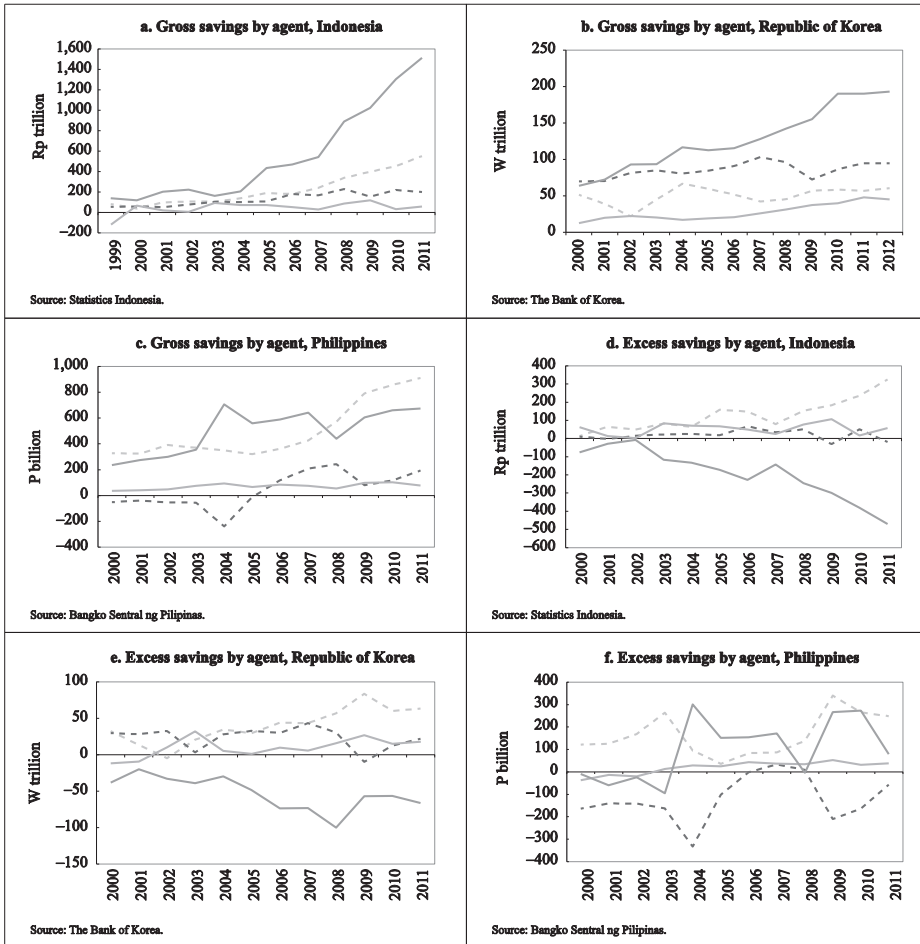 a. Gross savings by agent, Indonesia
1,600
1,400
1,200
1,000
800
600
400
200
0
−200
Rp trillion
1999 2000 2001 2002 2003 2004 2005 2006 2007 2008 2009 2010 2011
Source: Statistics Indonesia.
b. Gross savings by agent, Republic of Korea
250
200
150
100
50
0
W trillion
2000 2001 2002 2003 2004 2005 2006 2007 2008 2009 2010 2011 2012
Source: The Bank of Korea.
c. Gross savings by agent, Philippines
1,000
800
600
400
200
0
−200
−400
P billion
2000 2001 2002 2003 2004 2005 2006 2007 2008 2009 2010 2011
Source: Bangko Sentral ng Pilipinas.
d. Excess savings by agent, Indonesia
400
300
200
100
0
−100
−200
−300
−400
−500
−600
Rp trillion
2000 2001 2002 2003 2004 2005 2006 2007 2008 2009 2010 2011
Source: Statistics Indonesia.
e. Excess savings by agent, Republic of Korea
100
50
0
−50
−100
−150
W trillion
2000 2001 2002 2003 2004 2005 2006 2007 2008 2009 2010 2011
Source: The Bank of Korea.
f. Excess savings by agent, Philippines
400
300
200
100
0
−100
−200
−300
−400
P billion
2000 2001 2002 2003 2004 2005 2006 2007 2008 2009 2010 2011
Source: Bangko Sentral ng Pilipinas.